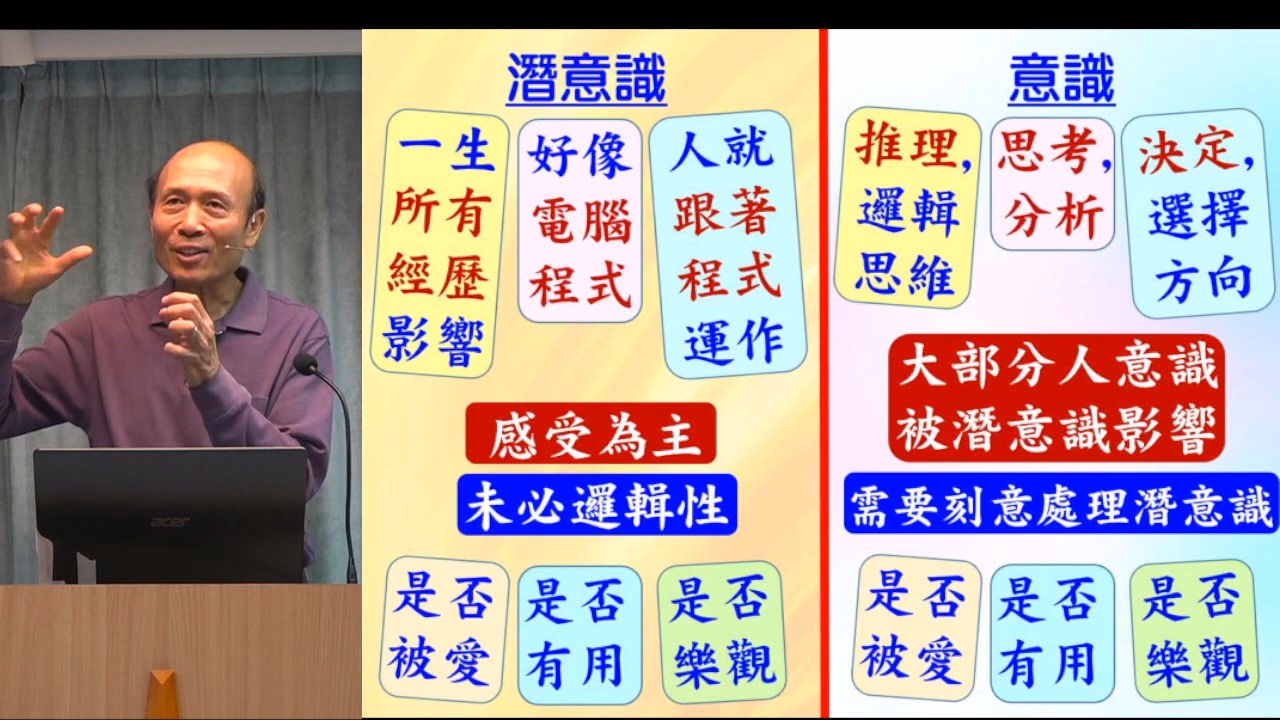 潛意識
一生
所有
經歷
影響
好像
電腦
程式
人就
跟著
程式
運作
感受為主
未必邏輯性
是否
被愛
是否
有用
是否
樂觀
意識
推理,
邏輯
思維
思考,
分析
決定,
選擇
方向
大部分人意識
被潛意識影響
需要刻意處理潛意識
是否
被愛
是否
有用
是否
樂觀
acer